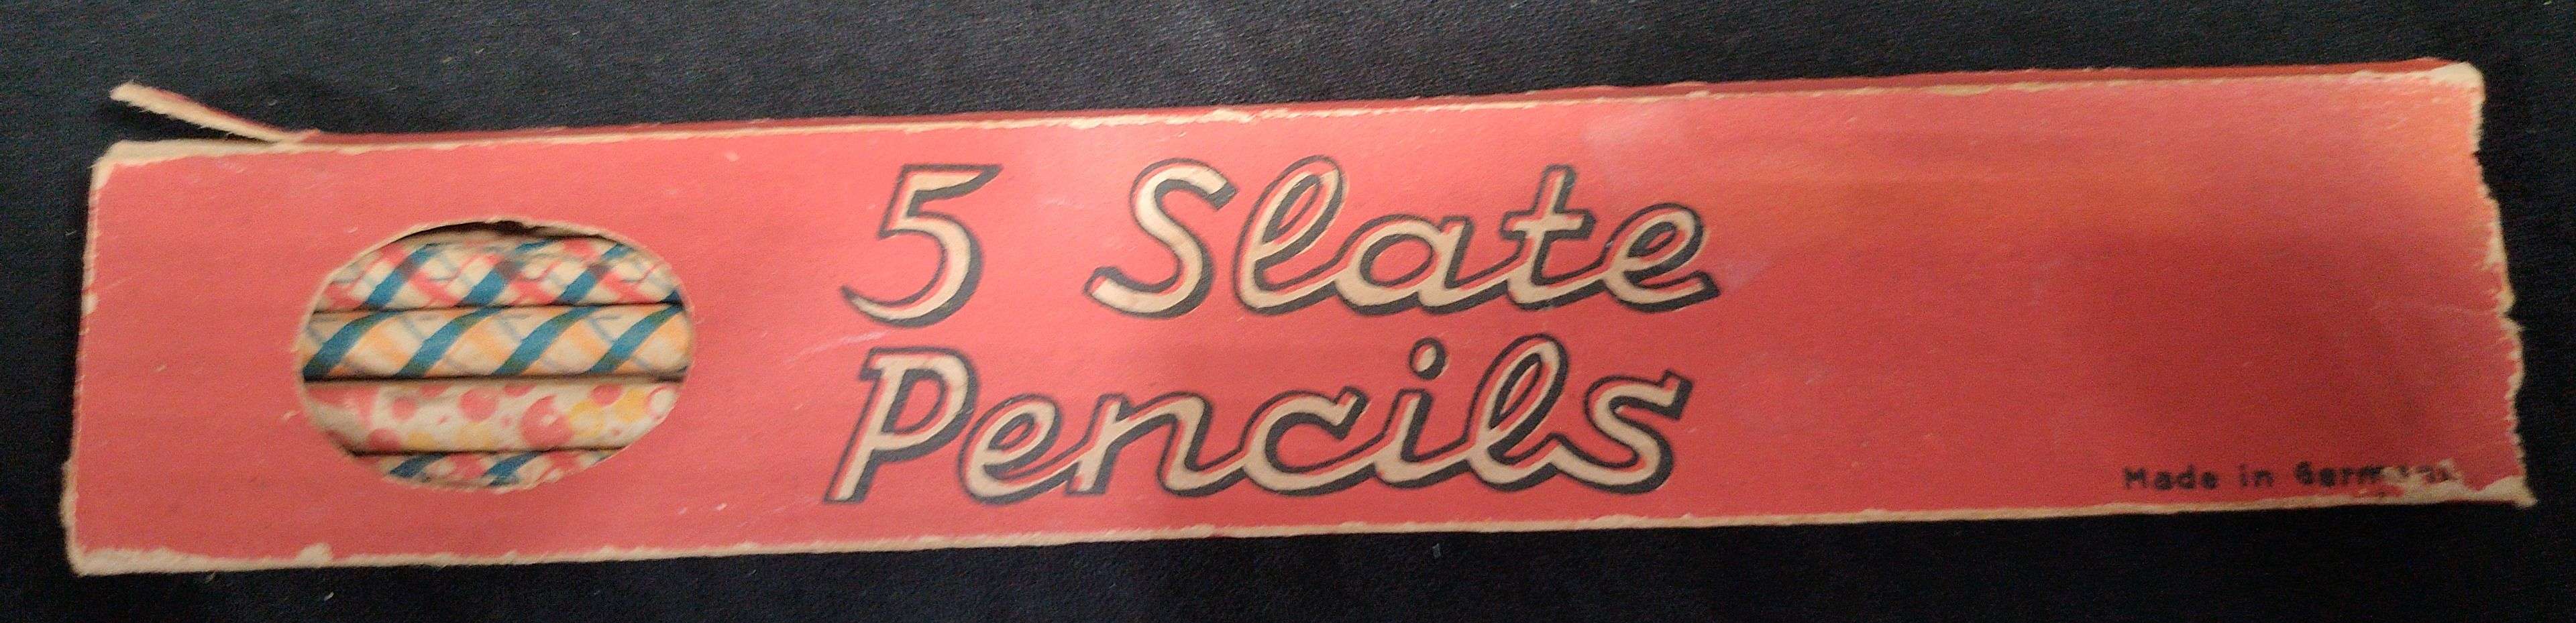 5 Slate
Pencils
Made in Germany